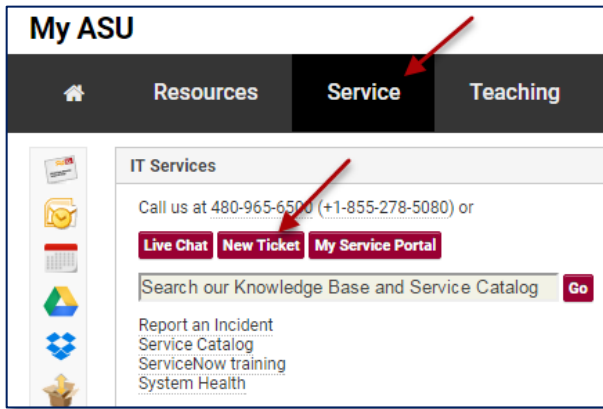 My ASU
Resources Service Teaching
IT Services
Call us at 480-965-6500 (+1-855-278-5080) or
Live Chat New Ticket My Service Portal
Search our Knowledge Base and Service Catalog Go
Report an Incident
Service Catalog
ServiceNow training
System Health